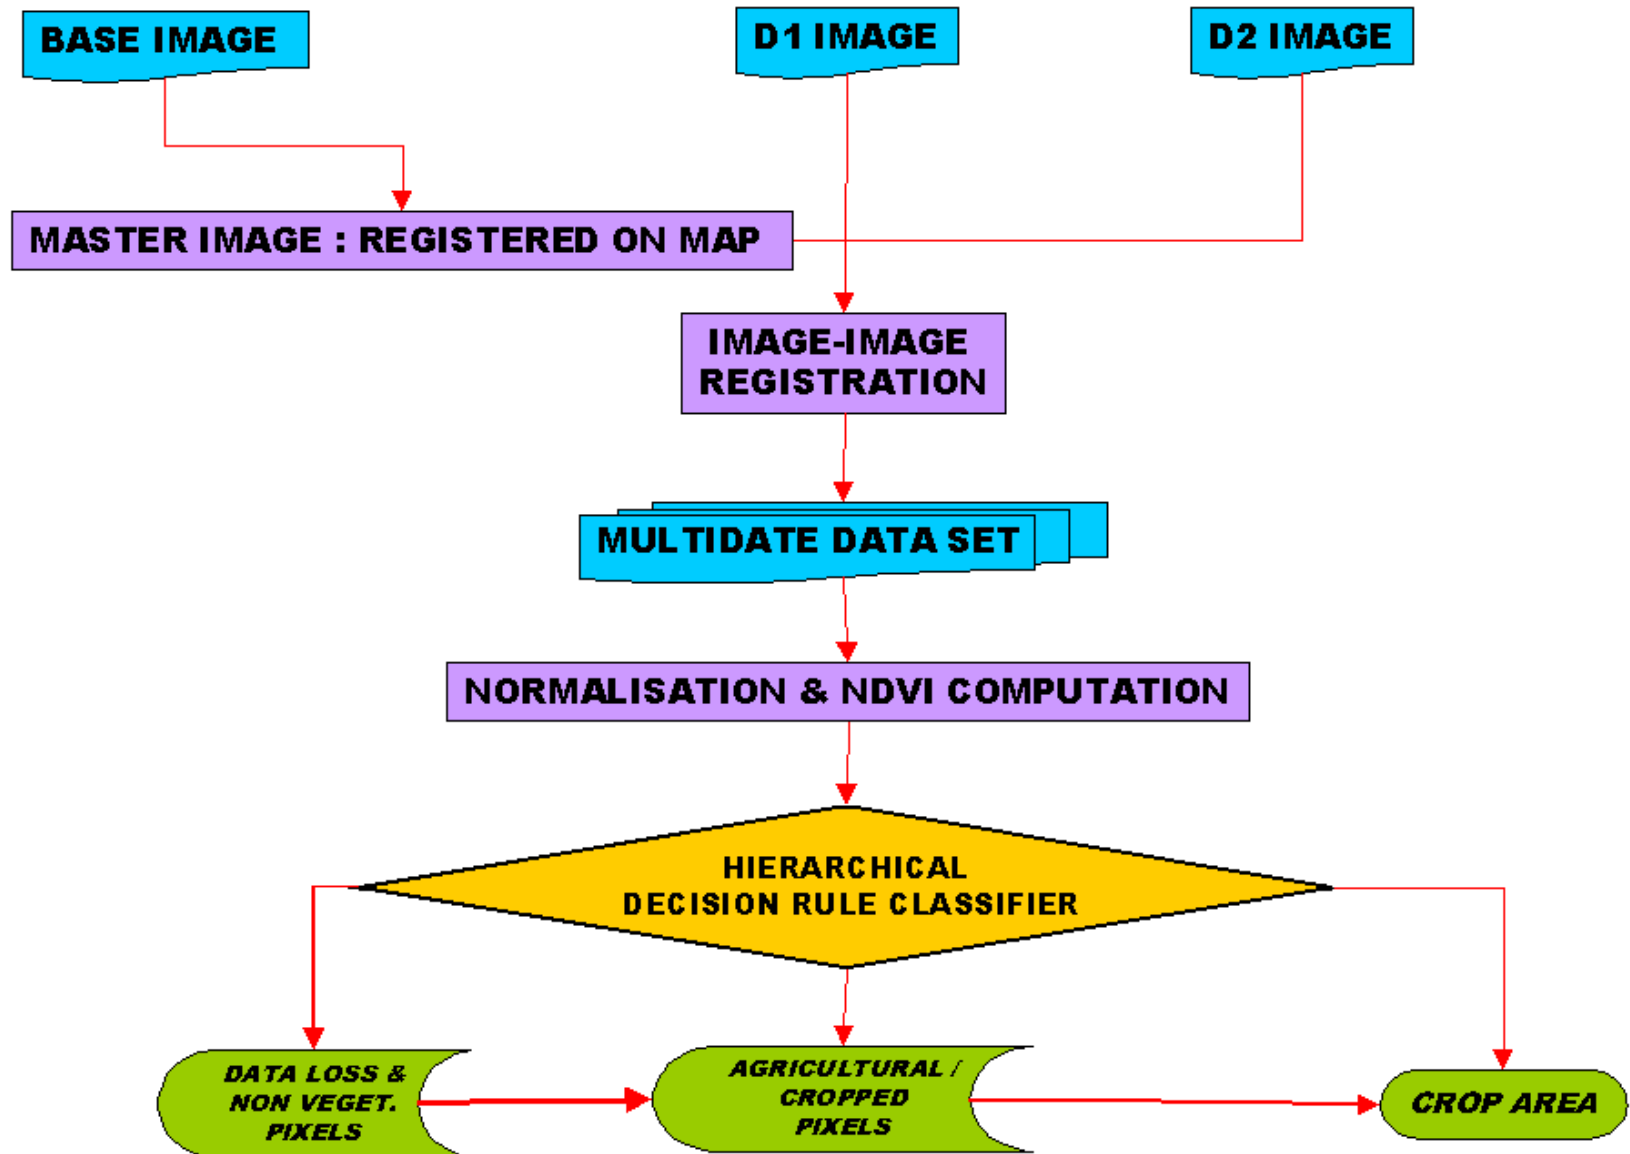 BASE IMAGE
D1 IMAGE
D2 IMAGE
MASTER IMAGE : REGISTERED ON MAP
IMAGE-IMAGE
REGISTRATION
MULTIDATE DATA SET
NORMALISATION & NDVI COMPUTATION
HIERARCHICAL
DECISION RULE CLASSIFIER
DATA LOSS &
NON VEGET.
PIXELS
AGRICULTURAL /
CROPPED
PIXELS
CROP AREA